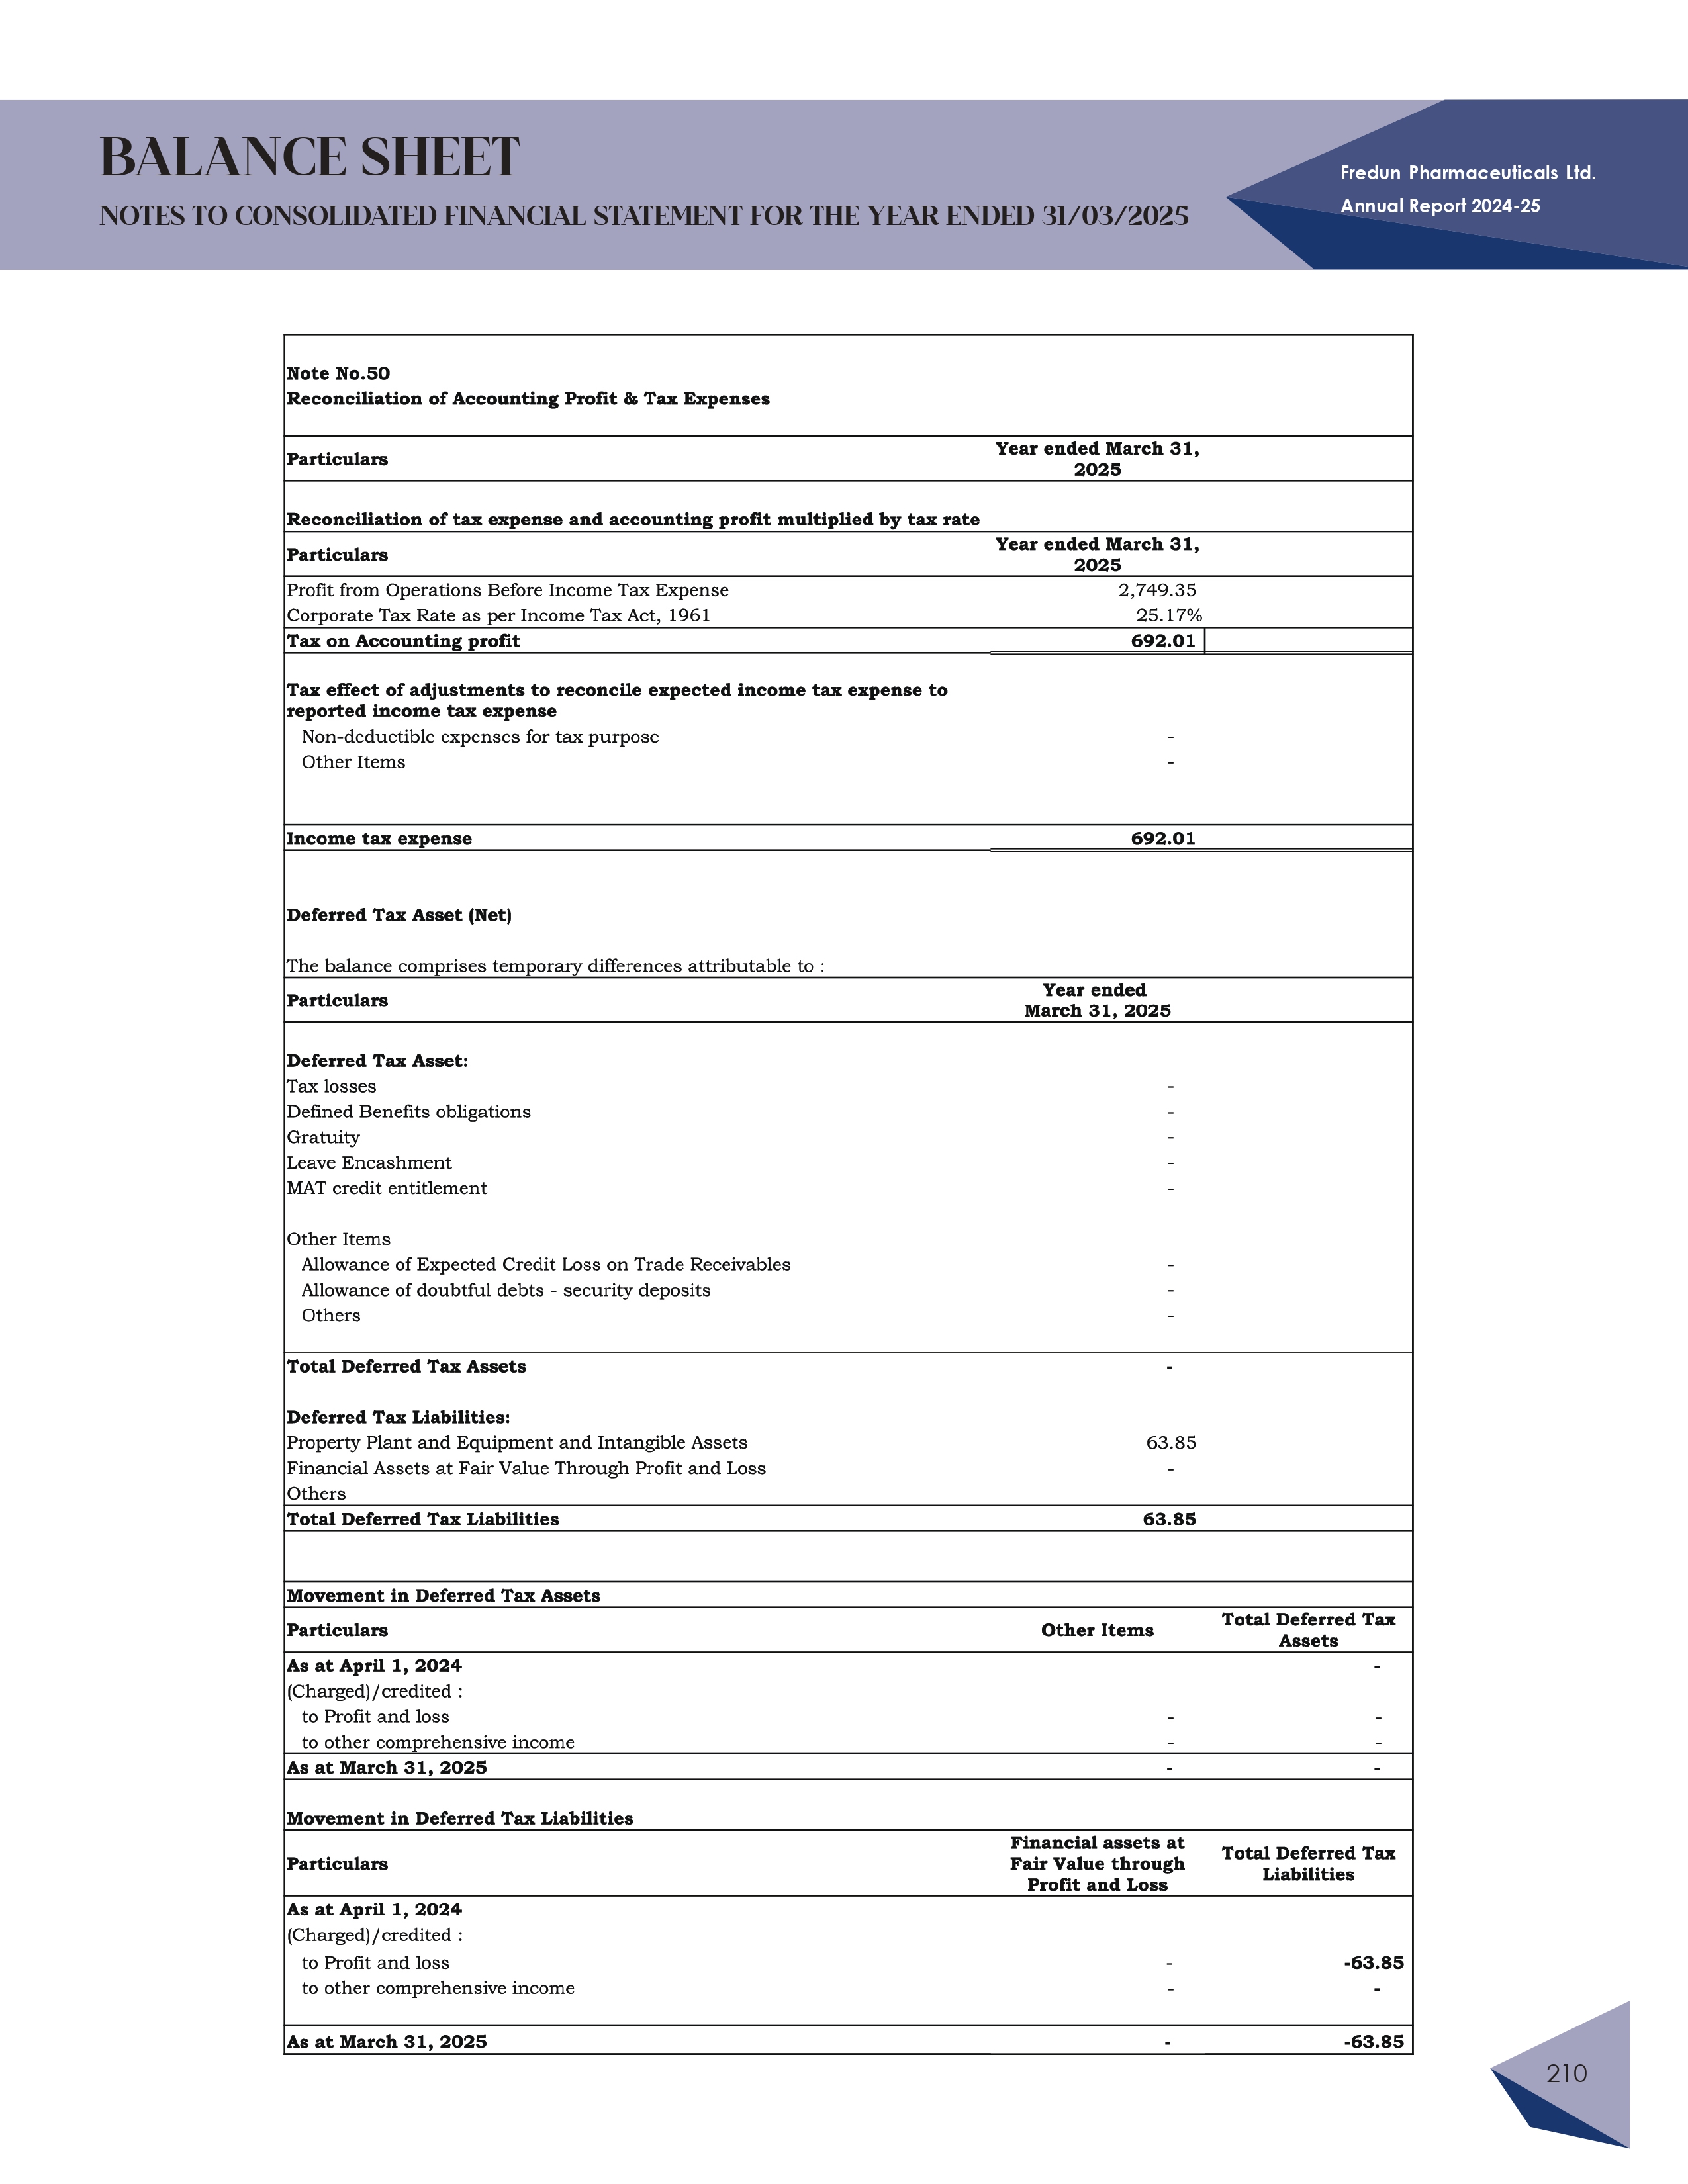 BALANCE SHEET
NOTES TO CONSOLIDATED FINANCIAL STATEMENT FOR THE YEAR ENDED 31/03/2025
Fredun Pharmaceuticals Ltd.
Annual Report 2024-25
Note No.50
Reconciliation of Accounting Profit & Tax Expenses
Particulars Year ended March 31,
2025
Reconciliation of tax expense and accounting profit multiplied by tax rate
Particulars Year ended March 31,
2025
Profit from Operations Before Income Tax Expense 2,749.35
Corporate Tax Rate as per Income Tax Act, 1961 25.17%
Tax on Accounting profit 692.01
Tax effect of adjustments to reconcile expected income tax expense to
reported income tax expense
Non-deductible expenses for tax purpose -
Other Items -
Income tax expense 692.01
Deferred Tax Asset (Net)
The balance comprises temporary differences attributable to :
Particulars Year ended
March 31, 2025
Deferred Tax Asset:
Tax losses -
Defined Benefits obligations -
Gratuity -
Leave Encashment -
MAT credit entitlement -
Other Items
Allowance of Expected Credit Loss on Trade Receivables -
Allowance of doubtful debts - security deposits -
Others -
Total Deferred Tax Assets -
Deferred Tax Liabilities:
Property Plant and Equipment and Intangible Assets 63.85
Financial Assets at Fair Value Through Profit and Loss -
Others
Total Deferred Tax Liabilities 63.85
Movement in Deferred Tax Assets
Particulars Other Items Total Deferred Tax
Assets
As at April 1, 2024 -
(Charged)/credited :
to Profit and loss - -
to other comprehensive income - -
As at March 31, 2025 - -
Movement in Deferred Tax Liabilities
Particulars Financial assets at
Fair Value through
Profit and Loss Total Deferred Tax
Liabilities
As at April 1, 2024
(Charged)/credited :
to Profit and loss - -63.85
to other comprehensive income - -
As at March 31, 2025 - -63.85
210